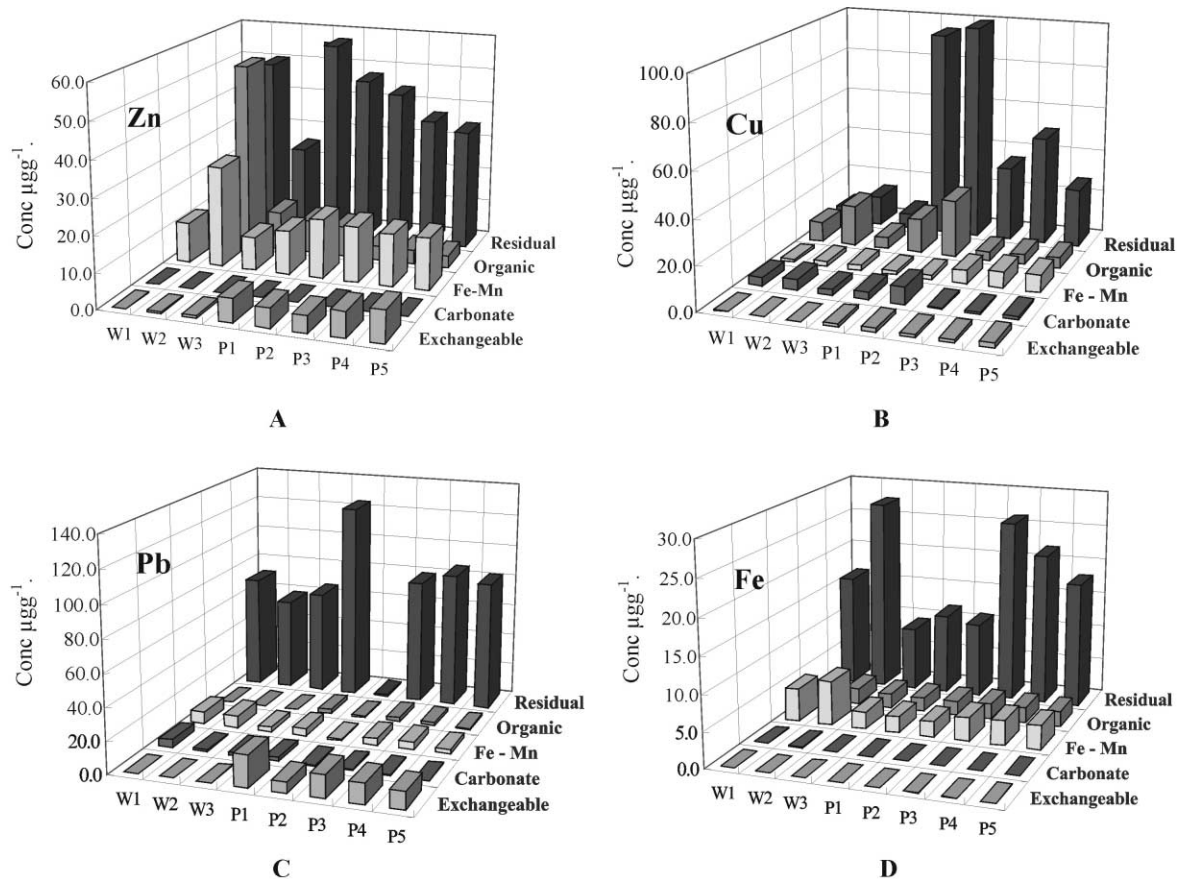 Zn
Conc µgg⁻¹.
60.0
50.0
40.0
30.0
20.0
10.0
0.0
W1 W2 W3 P1 P2 P3 P4 P5
Residual
Organic
Fe-Mn
Carbonate
Exchangeable
A
Cu
Conc µgg⁻¹.
100.0
80.0
60.0
40.0
20.0
0.0
W1 W2 W3 P1 P2 P3 P4 P5
Residual
Organic
Fe - Mn
Carbonate
Exchangeable
B
Pb
Conc µgg⁻¹.
140.0
120.0
100.0
80.0
60.0
40.0
20.0
0.0
W1 W2 W3 P1 P2 P3 P4 P5
Residual
Organic
Fe - Mn
Carbonate
Exchangeable
C
Fe
Conc µgg⁻¹.
30.0
25.0
20.0
15.0
10.0
5.0
0.0
W1 W2 W3 P1 P2 P3 P4 P5
Residual
Organic
Fe - Mn
Carbonate
Exchangeable
D